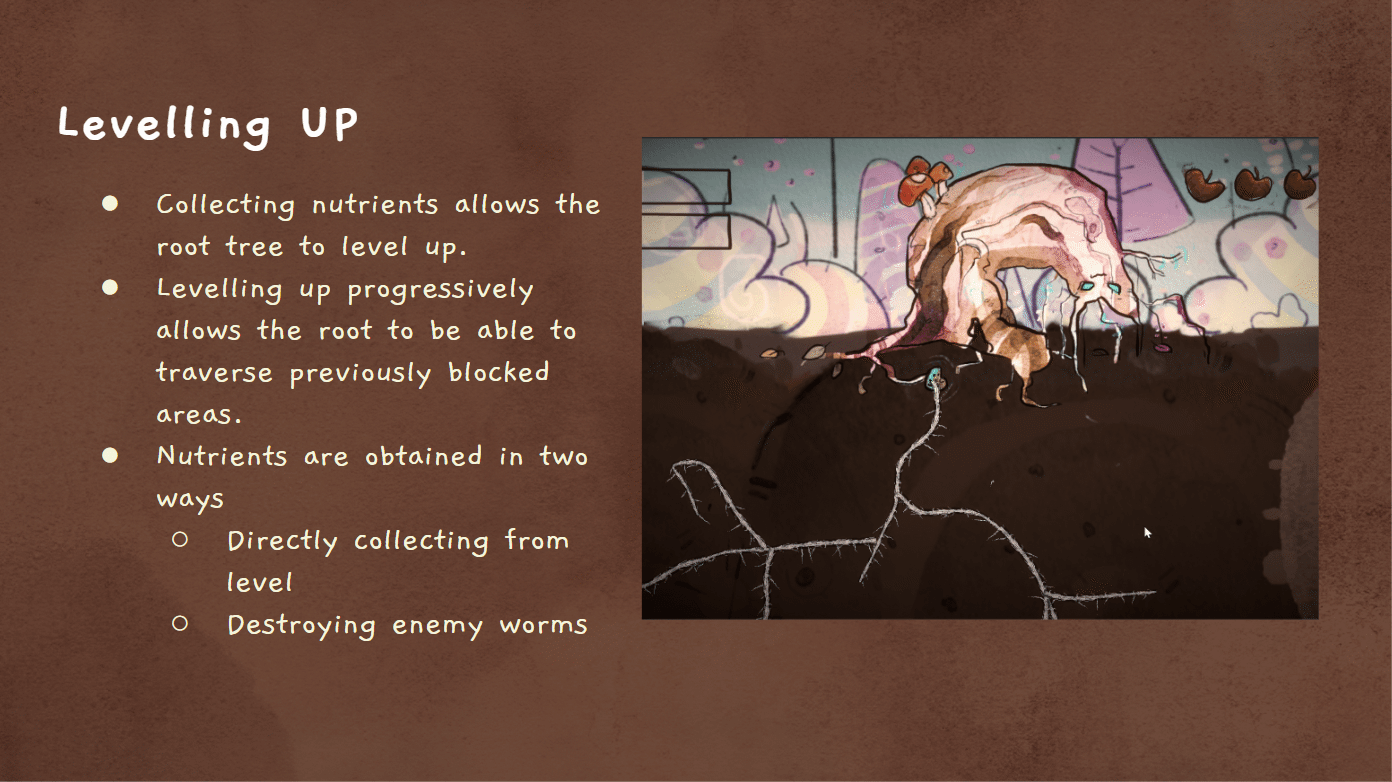 Levelling UP
● Collecting nutrients allows the
root tree to level up.
● Levelling up progressively
allows the root to be able to
traverse previously blocked
areas.
● Nutrients are obtained in two
ways
○ Directly collecting from
level
○ Destroying enemy worms